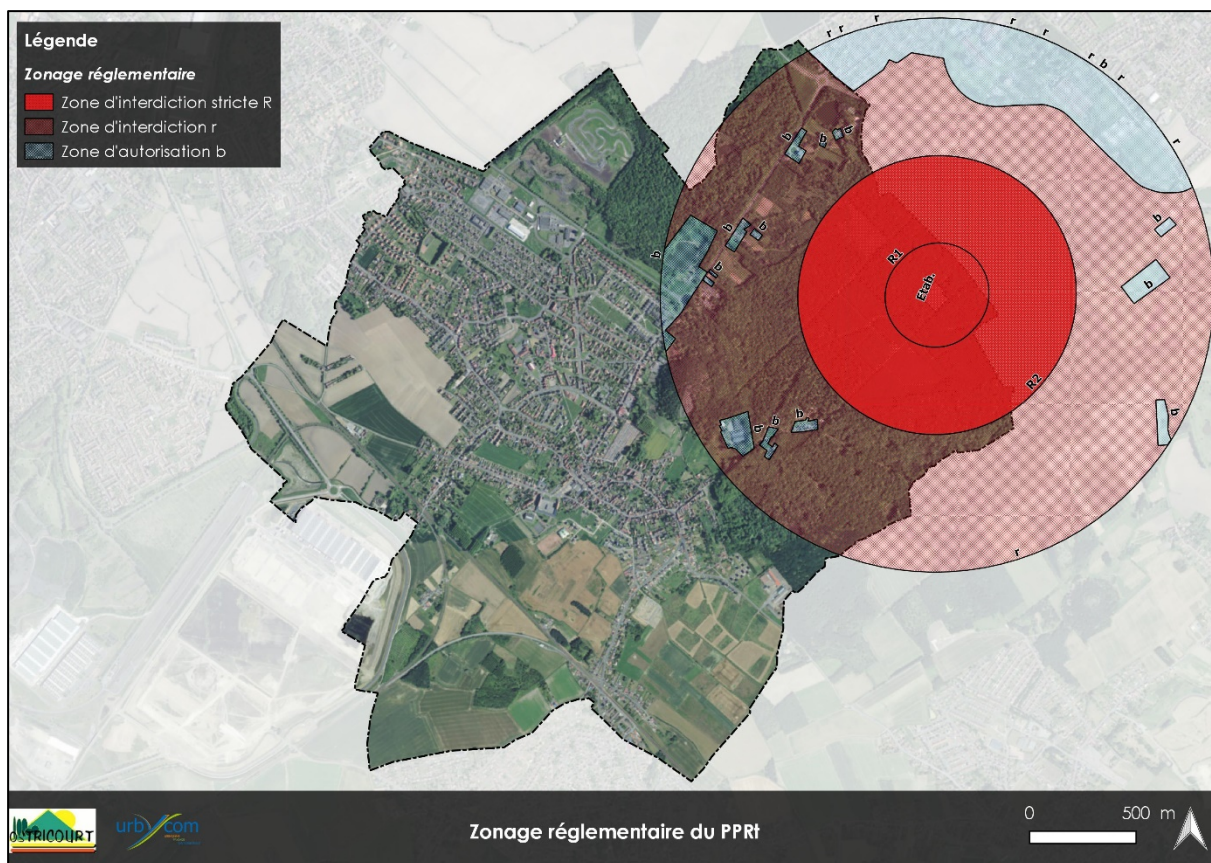 Légende
Zonage réglementaire
Zone d'interdiction stricte R
Zone d'interdiction r
Zone d'autorisation b
r r r
r r r b r
r
b b b
b b b
b
b
b
b
R1
Etab.
R2
b b b
b
r
OSTRICOURT
urbycom
Zonage réglementaire du PPRt
0 500 m